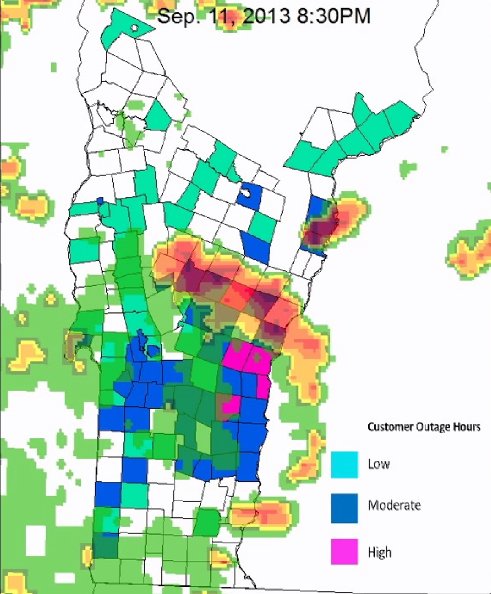 Sep. 11, 2013 8:30PM
Customer Outage Hours
Low
Moderate
High